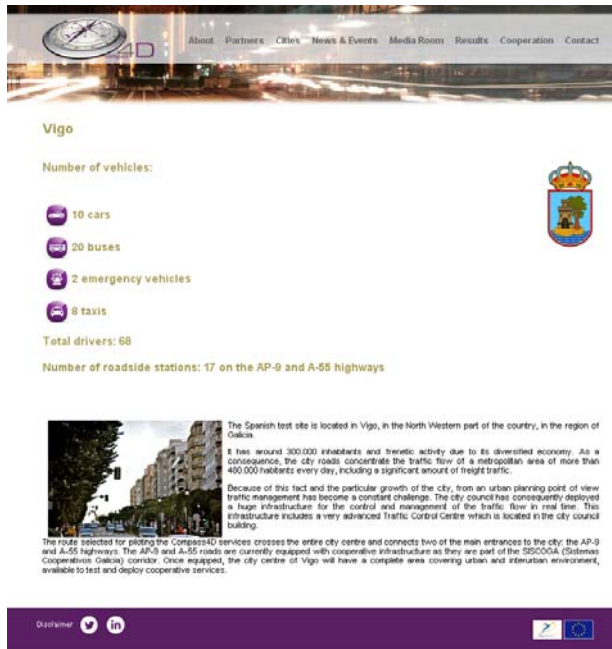 4D
About Partners Cities News & Events Media Room Results Cooperation Contact
Vigo
Number of vehicles:
10 cars
20 buses
2 emergency vehicles
8 taxis
Total drivers: 68
Number of roadside stations: 17 on the AP-9 and A-55 highways
The Spanish test site is located in Vigo, in the North Western part of the country, in the region of
Galicia.
It has around 300.000 inhabitants and frenetic activity due to its diversified economy. As a
consequence, the city roads concentrate the traffic flow of a metropolitan area of more than
400.000 habitants every day, including a significant amount of freight traffic.
Because of this fact and the particular growth of the city, from an urban planning point of view
traffic management has become a constant challenge. The city council has consequently deployed
a huge infrastructure for the control and management of the traffic flow in real time. This
infrastructure includes a very advanced Traffic Control Centre which is located in the city council
building.
The route selected for piloting the Compass4D services crosses the entire city centre and connects two of the main entrances to the city: the AP-9
and A-55 highways. The AP-9 and A-55 roads are currently equipped with cooperative infrastructure as they are part of the SISCOGA (Sistemas
Cooperativos Galicia) corridor. Once equipped, the city centre of Vigo will have a complete area covering urban and interurban environment,
available to test and deploy cooperative services.
Disclaimer
in